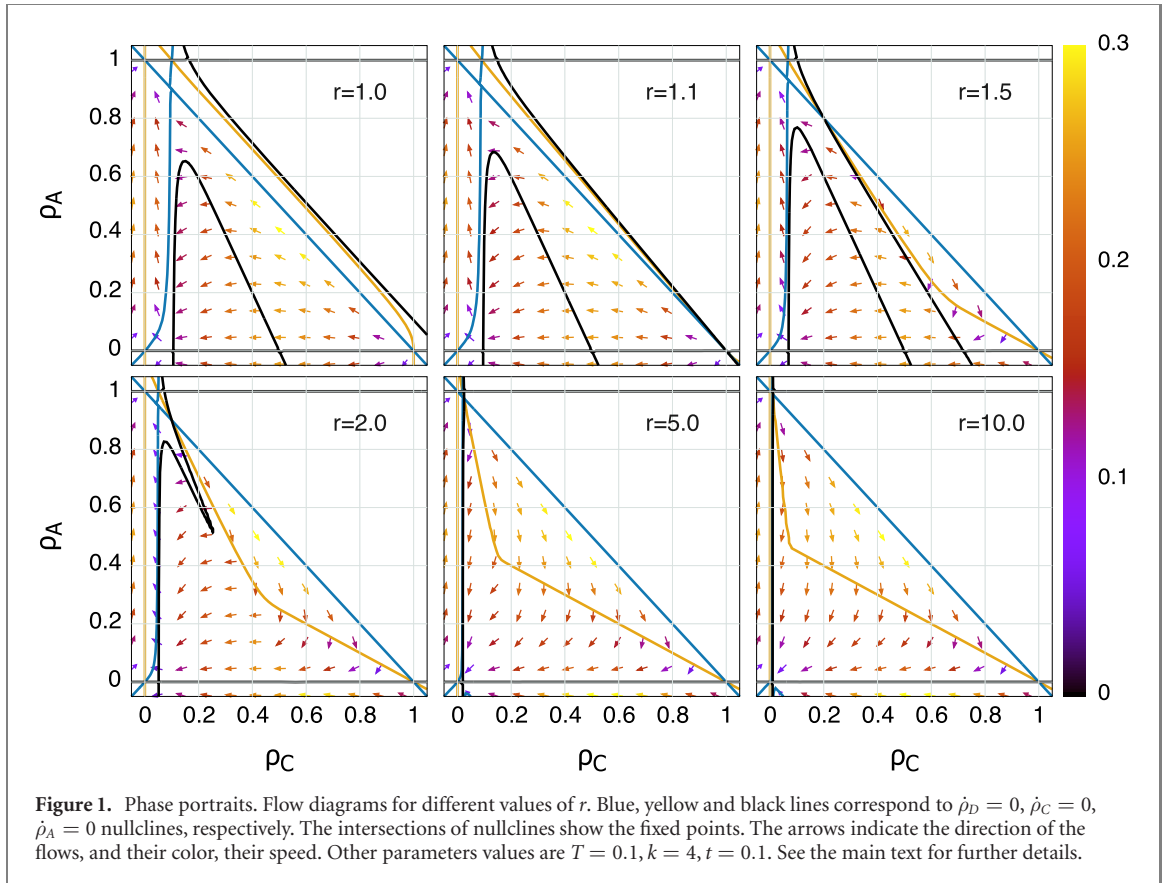 1
0.8
0.6
0.4
0.2
0
ρA
r=1.0
r=1.1
r=1.5
0.3
0.2
0.1
0
1
0.8
0.6
0.4
0.2
0
ρA
r=2.0
r=5.0
r=10.0
0 0.2 0.4 0.6 0.8 1
0 0.2 0.4 0.6 0.8 1
0 0.2 0.4 0.6 0.8 1
ρC
ρC
ρC
Figure 1. Phase portraits. Flow diagrams for different values of r. Blue, yellow and black lines correspond to ρ̇D = 0, ρ̇C = 0,
ρ̇A = 0 nullclines, respectively. The intersections of nullclines show the fixed points. The arrows indicate the direction of the
flows, and their color, their speed. Other parameters values are T = 0.1, k = 4, t = 0.1. See the main text for further details.